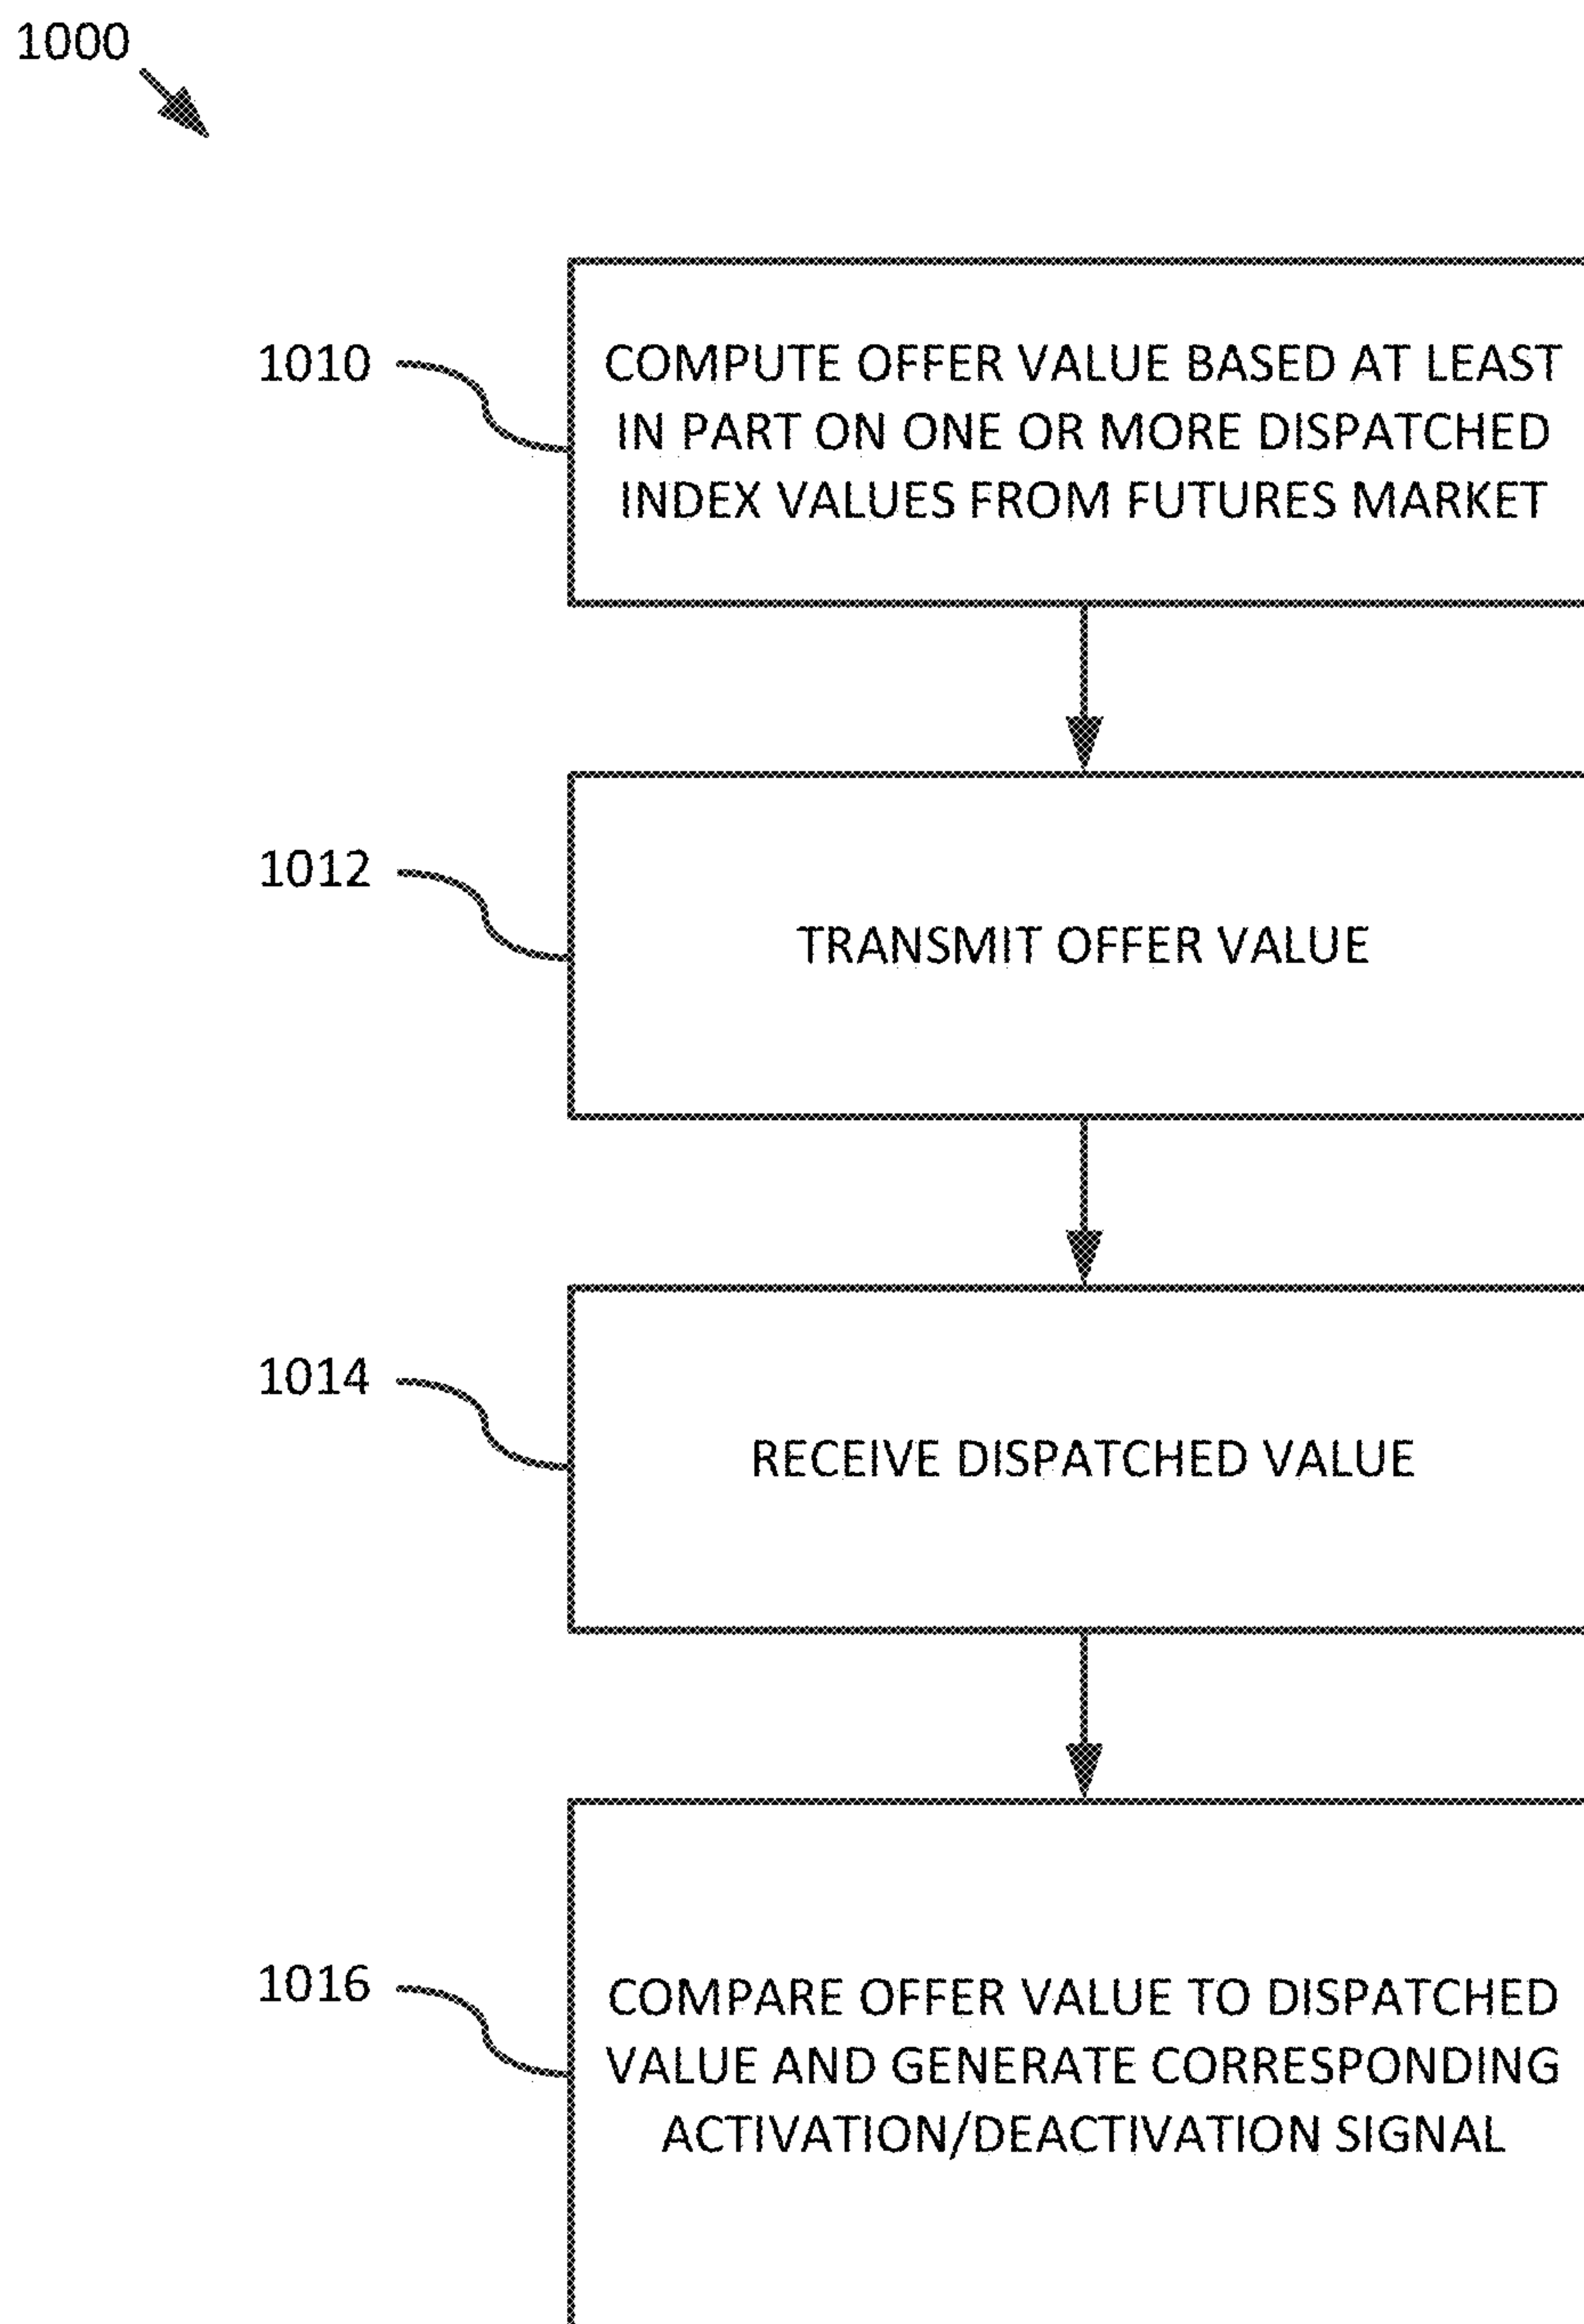 1000
1010
COMPUTE OFFER VALUE BASED AT LEAST
IN PART ON ONE OR MORE DISPATCHED
INDEX VALUES FROM FUTURES MARKET
1012
TRANSMIT OFFER VALUE
1014
RECEIVE DISPATCHED VALUE
1016
COMPARE OFFER VALUE TO DISPATCHED
VALUE AND GENERATE CORRESPONDING
ACTIVATION/DEACTIVATION SIGNAL